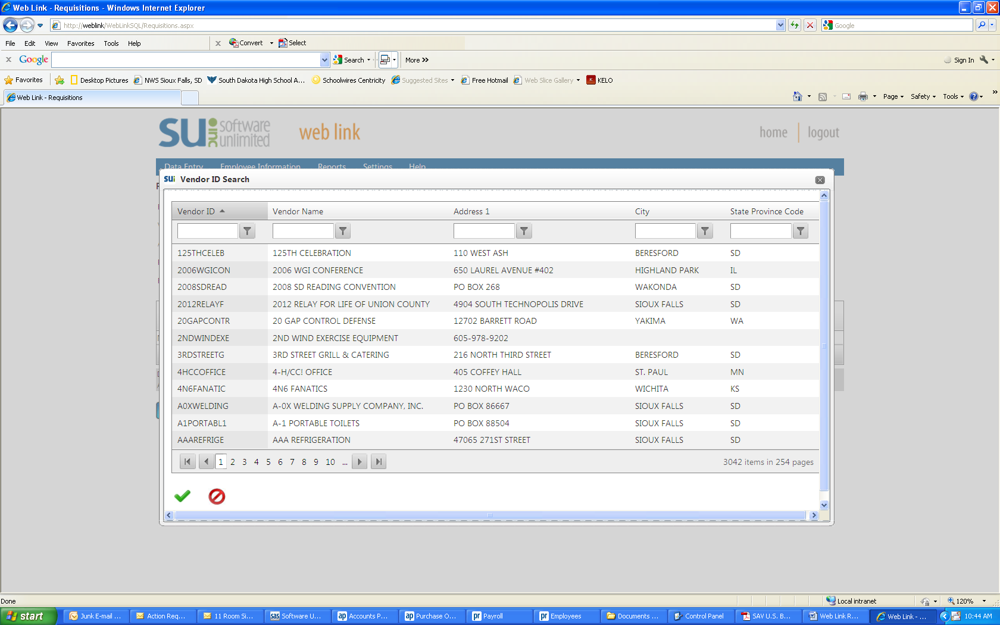 Web Link - Requisitions - Windows Internet Explorer
http://weblink/WebLinkSQL/Requisitions.aspx
Google
File Edit View Favorites Tools Help
x Convert Select
x Google Search More »
Sign In
Favorites Desktop Pictures NWS Sioux Falls, SD South Dakota High School A... Schoolwires Centricity Suggested Sites Free Hotmail Web Slice Gallery KELO
Web Link - Requisitions
Page Safety Tools »
SUi software unlimited inc
web link
home | logout
Data Entry Employee Information Reports Settings Help
SUi Vendor ID Search
Vendor ID Vendor Name Address 1 City State Province Code
125THCELEB 125TH CELEBRATION 110 WEST ASH BERESFORD SD
2006WGICON 2006 WGI CONFERENCE 650 LAUREL AVENUE #402 HIGHLAND PARK IL
2008SDREAD 2008 SD READING CONVENTION PO BOX 268 WAKONDA SD
2012RELAYF 2012 RELAY FOR LIFE OF UNION COUNTY 4904 SOUTH TECHNOPOLIS DRIVE SIOUX FALLS SD
20GAPCONTR 20 GAP CONTROL DEFENSE 12702 BARRETT ROAD YAKIMA WA
2NDWINDEXE 2ND WIND EXERCISE EQUIPMENT 605-978-9202
3RDSTREETG 3RD STREET GRILL & CATERING 216 NORTH THIRD STREET BERESFORD SD
4HCCOFFICE 4-H/CC! OFFICE 405 COFFEY HALL ST. PAUL MN
4N6FANATIC 4N6 FANATICS 1230 NORTH WACO WICHITA KS
A0XWELDING A-0X WELDING SUPPLY COMPANY, INC. PO BOX 86667 SIOUX FALLS SD
A1PORTABL1 A-1 PORTABLE TOILETS PO BOX 88504 SIOUX FALLS SD
AAAREFRIGE AAA REFRIGERATION 47065 271ST STREET SIOUX FALLS SD
1 2 3 4 5 6 7 8 9 10 ... 3042 items in 254 pages
Done Local intranet 120%
start Junk E-mail ... Action Req... 11 Room Si... sas Software U... ap Accounts P... ap Purchase O... pr Payroll pr Employees Documents ... Control Panel SAV U.S. B... Web Link R... Web Link - ... 10:44 AM